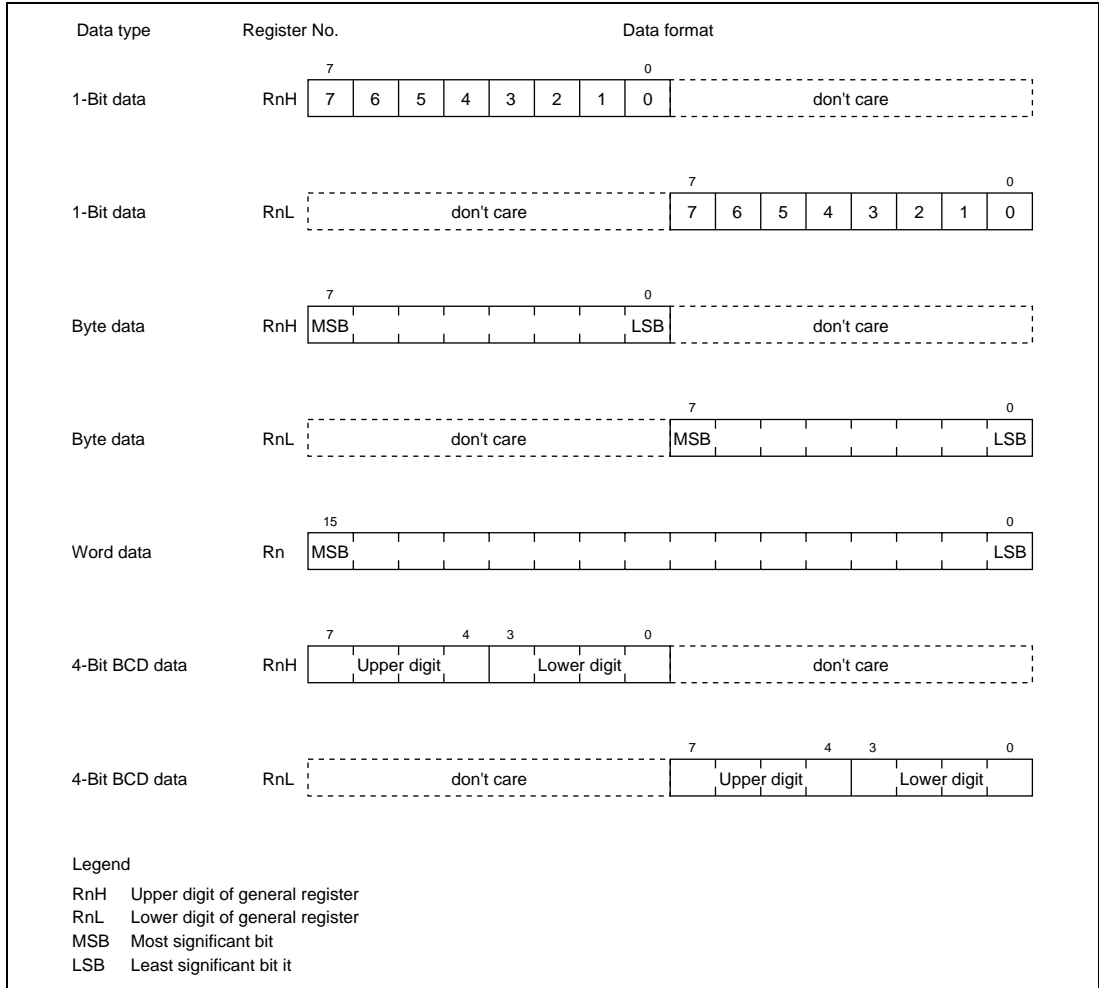 Data type Register No. Data format
7 0
1-Bit data RnH 7 6 5 4 3 2 1 0 don't care
7 0
1-Bit data RnL don't care 7 6 5 4 3 2 1 0
7 0
Byte data RnH MSB LSB don't care
7 0
Byte data RnL don't care MSB LSB
15 0
Word data Rn MSB LSB
7 4 3 0
4-Bit BCD data RnH Upper digit Lower digit don't care
7 4 3 0
4-Bit BCD data RnL don't care Upper digit Lower digit
Legend
RnH Upper digit of general register
RnL Lower digit of general register
MSB Most significant bit
LSB Least significant bit it